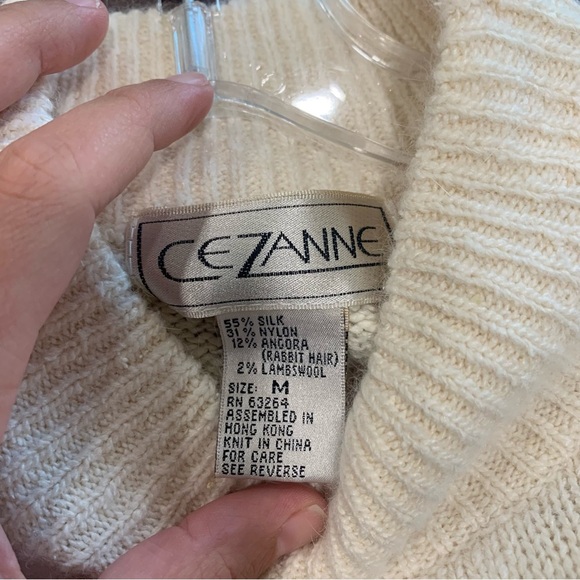 CEZANNE
55% SILK
31% NYLON
12% ANGORA
(RABBIT HAIR)
2% LAMBSWOOL
SIZE: M
RN 63264
ASSEMBLED IN
HONG KONG
KNIT IN CHINA
FOR CARE
SEE REVERSE